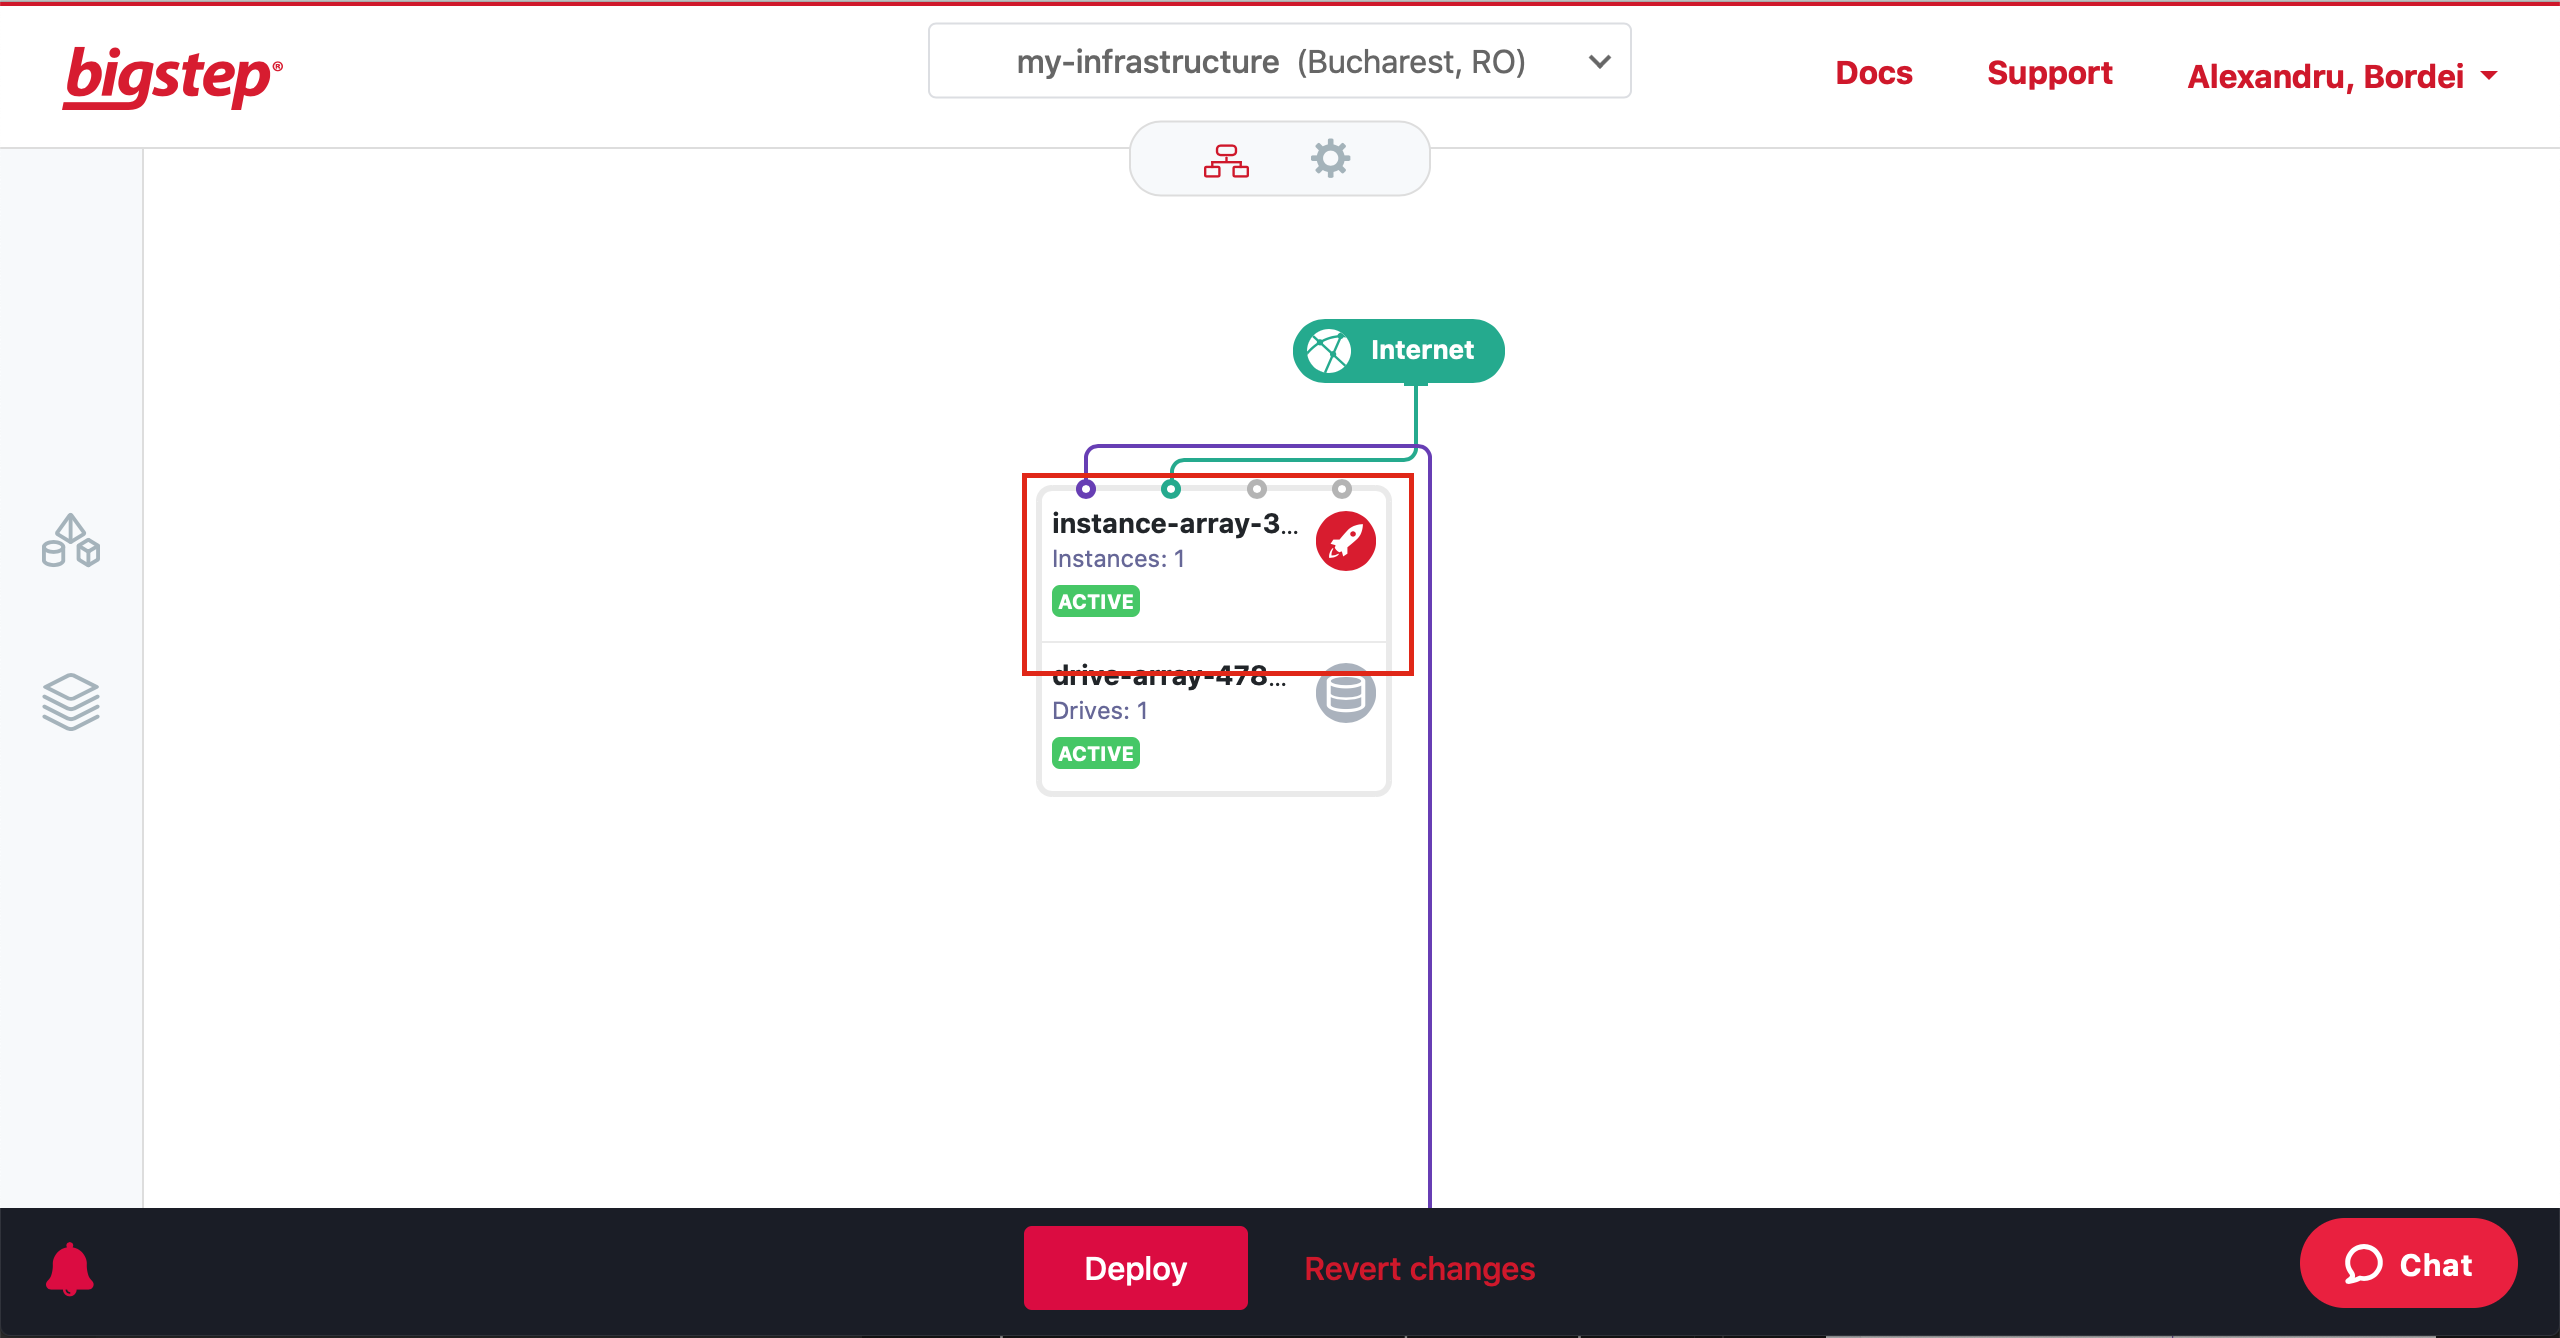 bigstep®
my-infrastructure (Bucharest, RO)
Docs
Support
Alexandru, Bordei
Internet
instance-array-3...
Instances: 1
ACTIVE
drive-array-478...
Drives: 1
ACTIVE
Deploy
Revert changes
Chat